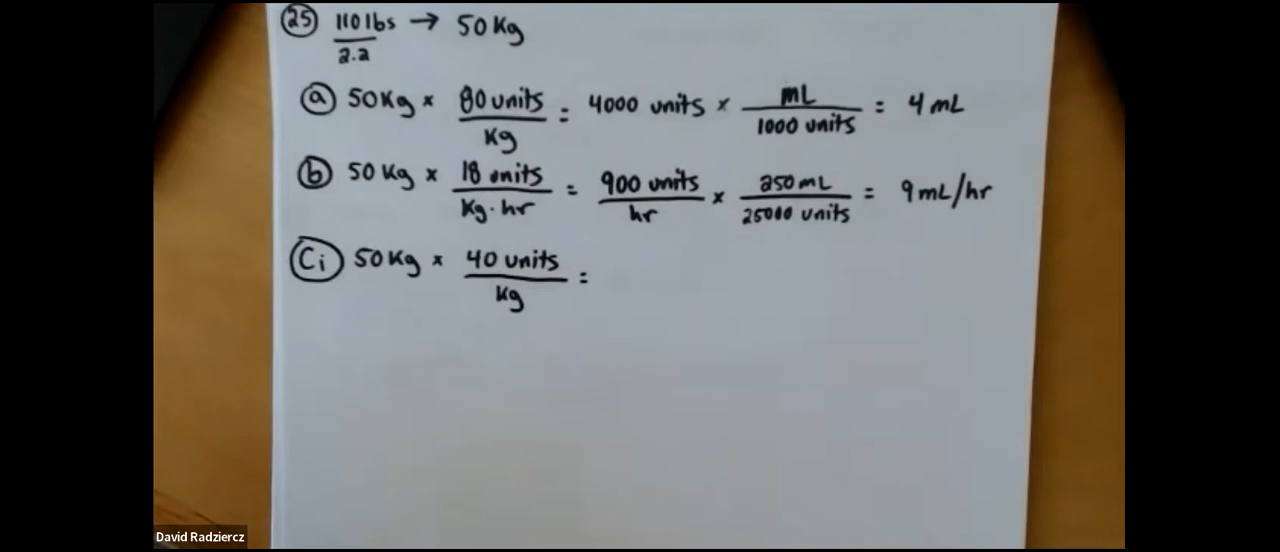 25 110 lbs/2.2 → 50 Kg
a 50 Kg × 80 units/Kg = 4000 units × mL/1000 units = 4 mL
b 50 Kg × 18 units/Kg·hr = 900 units/hr × 250 mL/25000 units = 9 mL/hr
Ci 50 Kg × 40 units/Kg =
David Radziercz